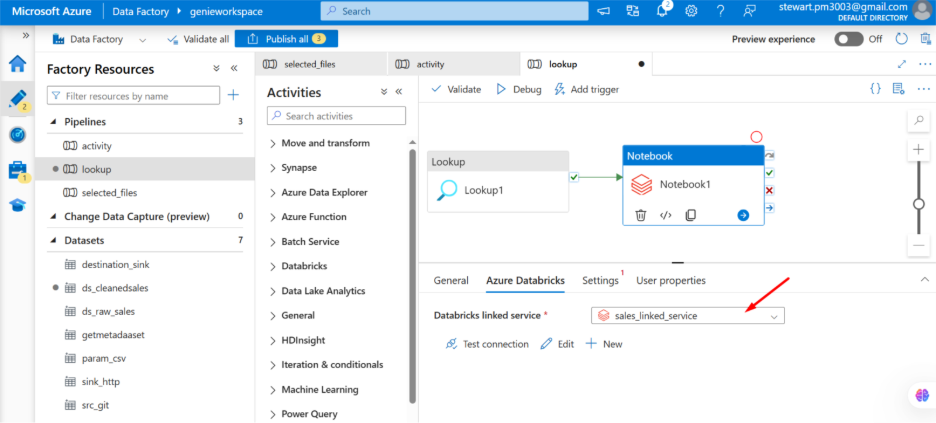 Microsoft Azure Data Factory genieworkspace Search 2 stewart.pm3003@gmail.com
DEFAULT DIRECTORY
Data Factory Validate all Publish all 3 Preview experience Off
Factory Resources
Filter resources by name
Pipelines 3
activity
lookup
selected_files
Change Data Capture (preview) 0
Datasets 7
destination_sink
ds_cleanedsales
ds_raw_sales
getmetadaaset
param_csv
sink_http
src_git
2
1
selected_files activity lookup
Activities
Search activities
Move and transform
Synapse
Azure Data Explorer
Azure Function
Batch Service
Databricks
Data Lake Analytics
General
HDInsight
Iteration & conditionals
Machine Learning
Power Query
Validate Debug Add trigger
Lookup
Lookup1
Notebook
Notebook1
General Azure Databricks Settings 1 User properties
Databricks linked service * sales_linked_service
Test connection Edit New